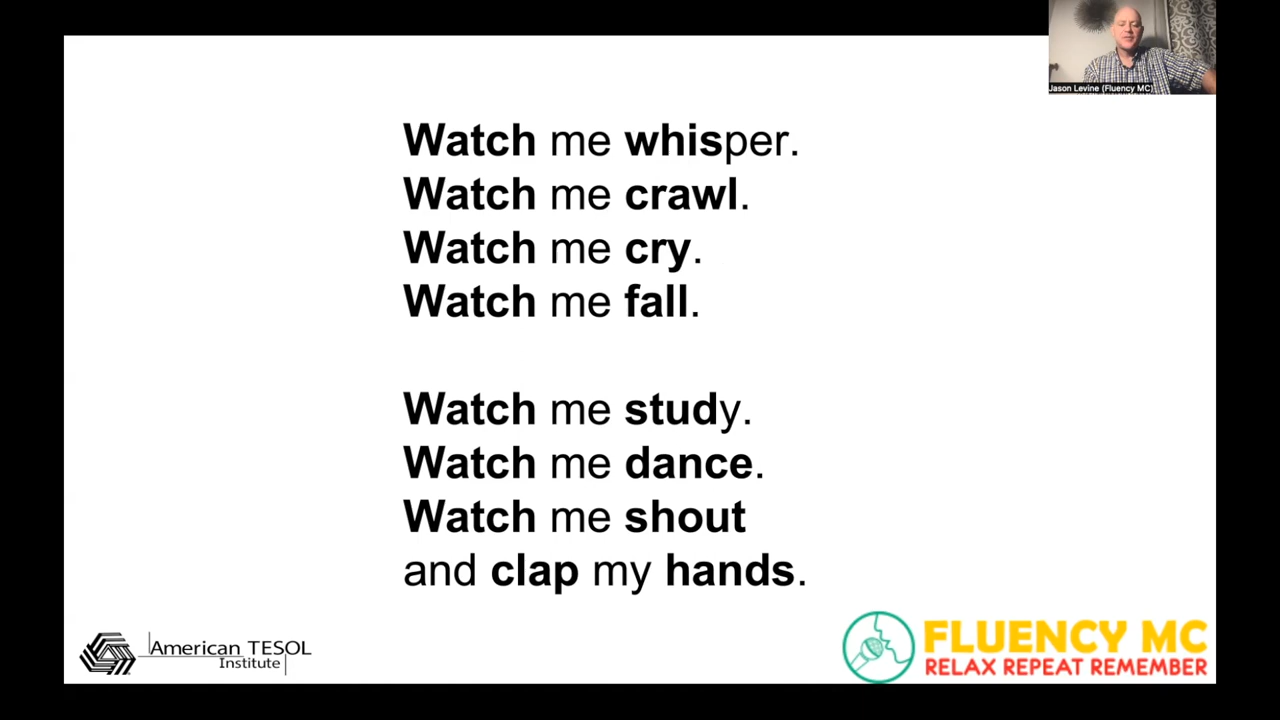 Jason Levine (Fluency MC)
Watch me whisper.
Watch me crawl.
Watch me cry.
Watch me fall.
Watch me study.
Watch me dance.
Watch me shout
and clap my hands.
American TESOL
Institute
FLUENCY MC
RELAX REPEAT REMEMBER